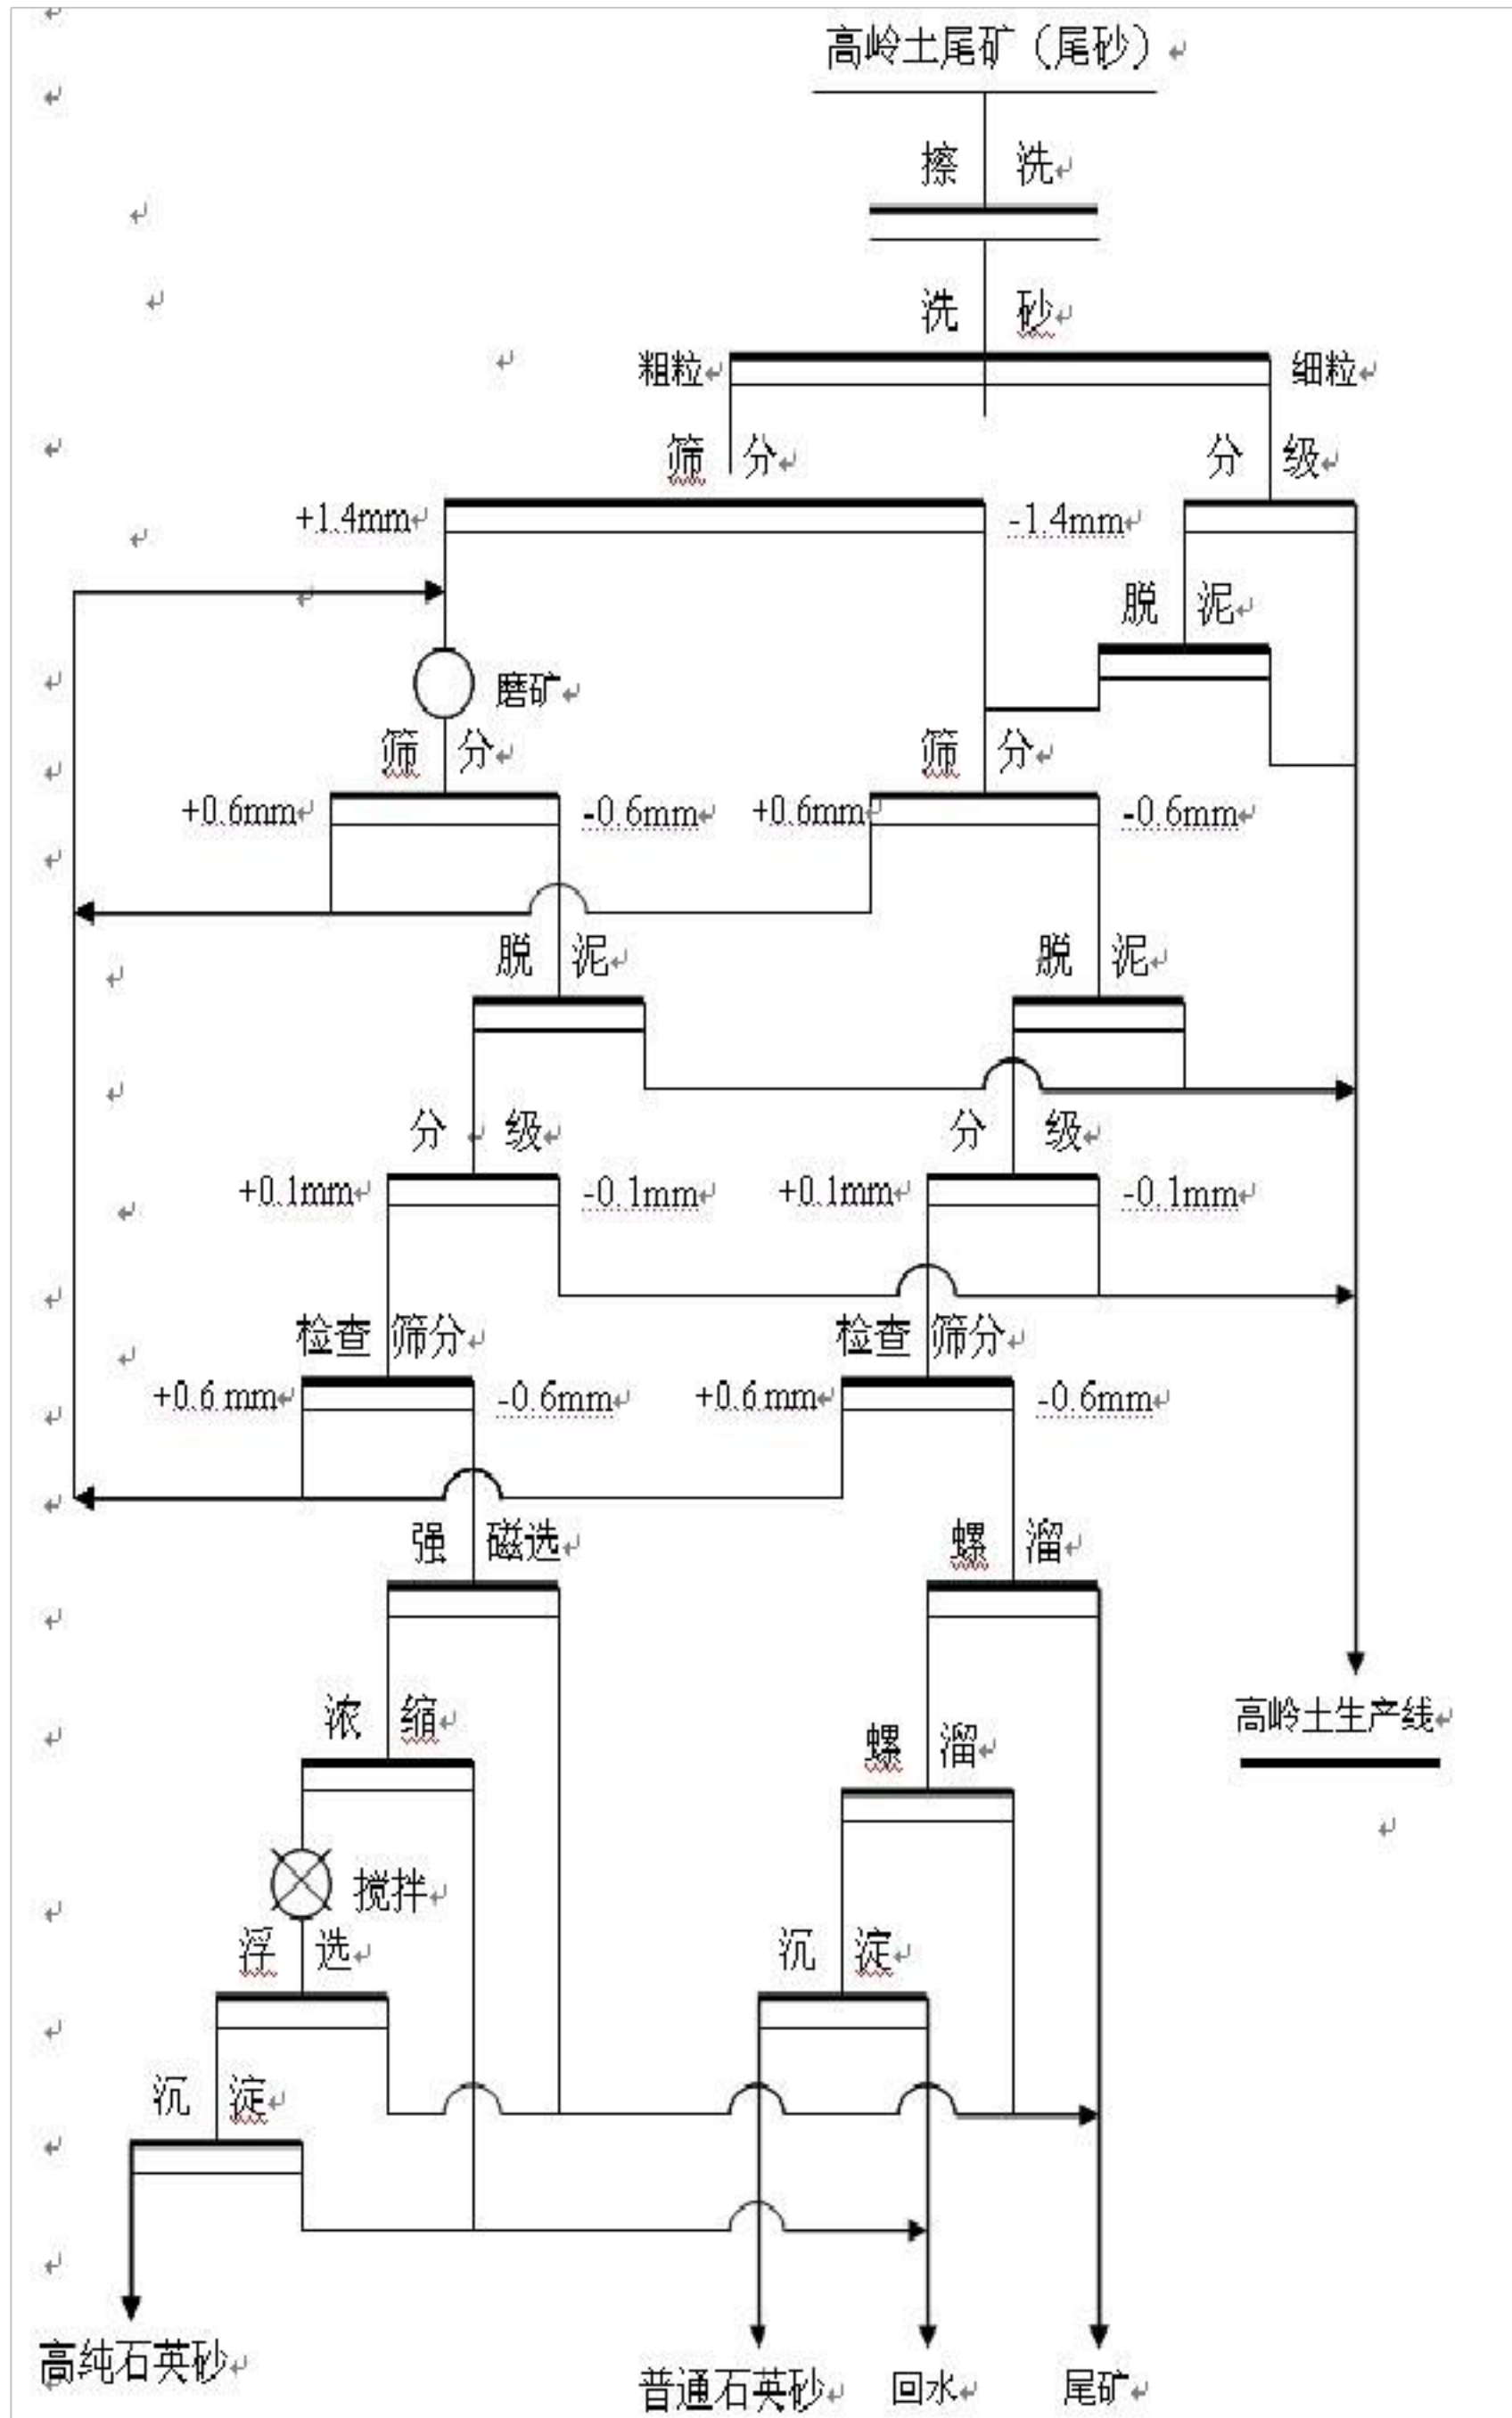 高岭土尾矿（尾砂）
擦 洗
洗 砂
粗粒 细粒
筛 分 分 级
+1.4mm -1.4mm
脱 泥
磨矿
筛 分 筛 分
+0.6mm -0.6mm +0.6mm -0.6mm
脱 泥 脱 泥
分 级 分 级
+0.1mm -0.1mm +0.1mm -0.1mm
检查 筛分 检查 筛分
+0.6mm -0.6mm +0.6mm -0.6mm
强 磁选 螺 溜
浓 缩 螺 溜 高岭土生产线
搅拌
浮 选 沉 淀
沉 淀
高纯石英砂 普通石英砂 回水 尾矿